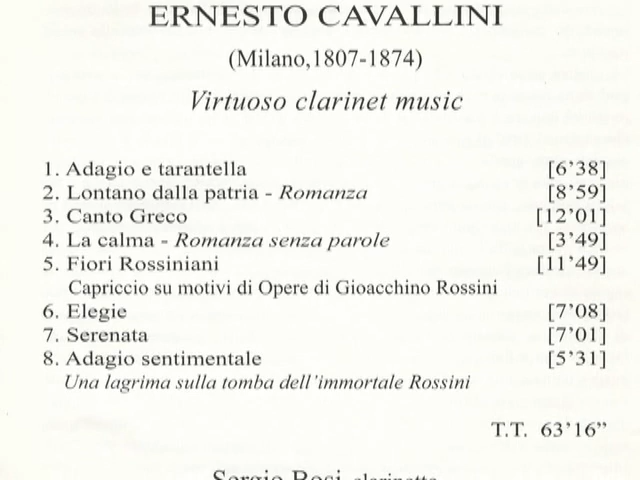 ERNESTO CAVALLINI
(Milano,1807-1874)
Virtuoso clarinet music
1. Adagio e tarantella [6'38]
2. Lontano dalla patria - Romanza [8'59]
3. Canto Greco [12'01]
4. La calma - Romanza senza parole [3'49]
5. Fiori Rossiniani [11'49]
Capriccio su motivi di Opere di Gioacchino Rossini
6. Elegie [7'08]
7. Serenata [7'01]
8. Adagio sentimentale [5'31]
Una lagrima sulla tomba dell'immortale Rossini
T.T. 63'16”
Sergio Bosi clarinetto